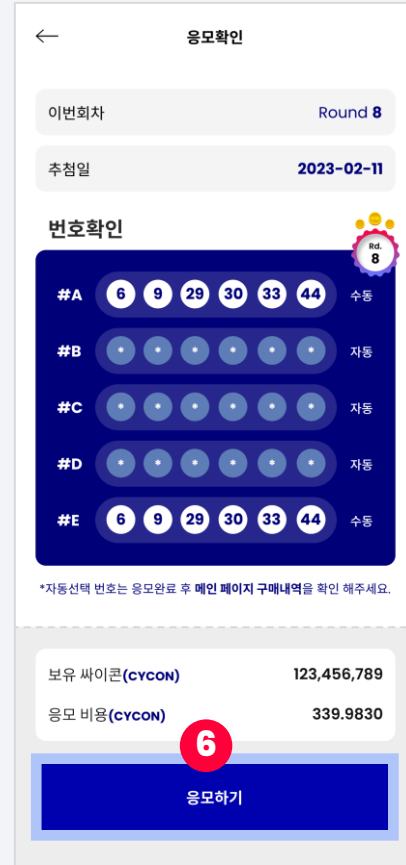 ←
응모확인
이번회차 Round 8
추첨일 2023-02-11
번호확인
Rd.
8
#A 6 9 29 30 33 44 수동
#B * * * * * * 자동
#C * * * * * * 자동
#D * * * * * * 자동
#E 6 9 29 30 33 44 수동
*자동선택 번호는 응모완료 후 메인 페이지 구매내역을 확인 해주세요.
보유 싸이콘(CYCON) 123,456,789
응모 비용(CYCON) 339.9830
6
응모하기